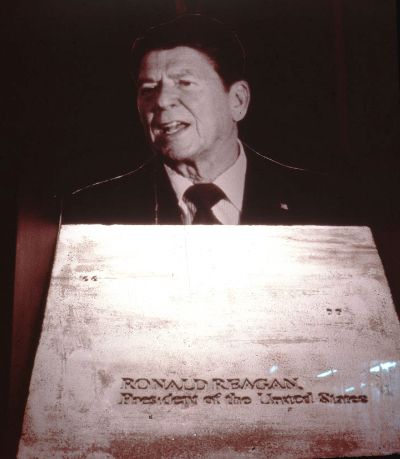 “
”
RONALD REAGAN,
President of the United States